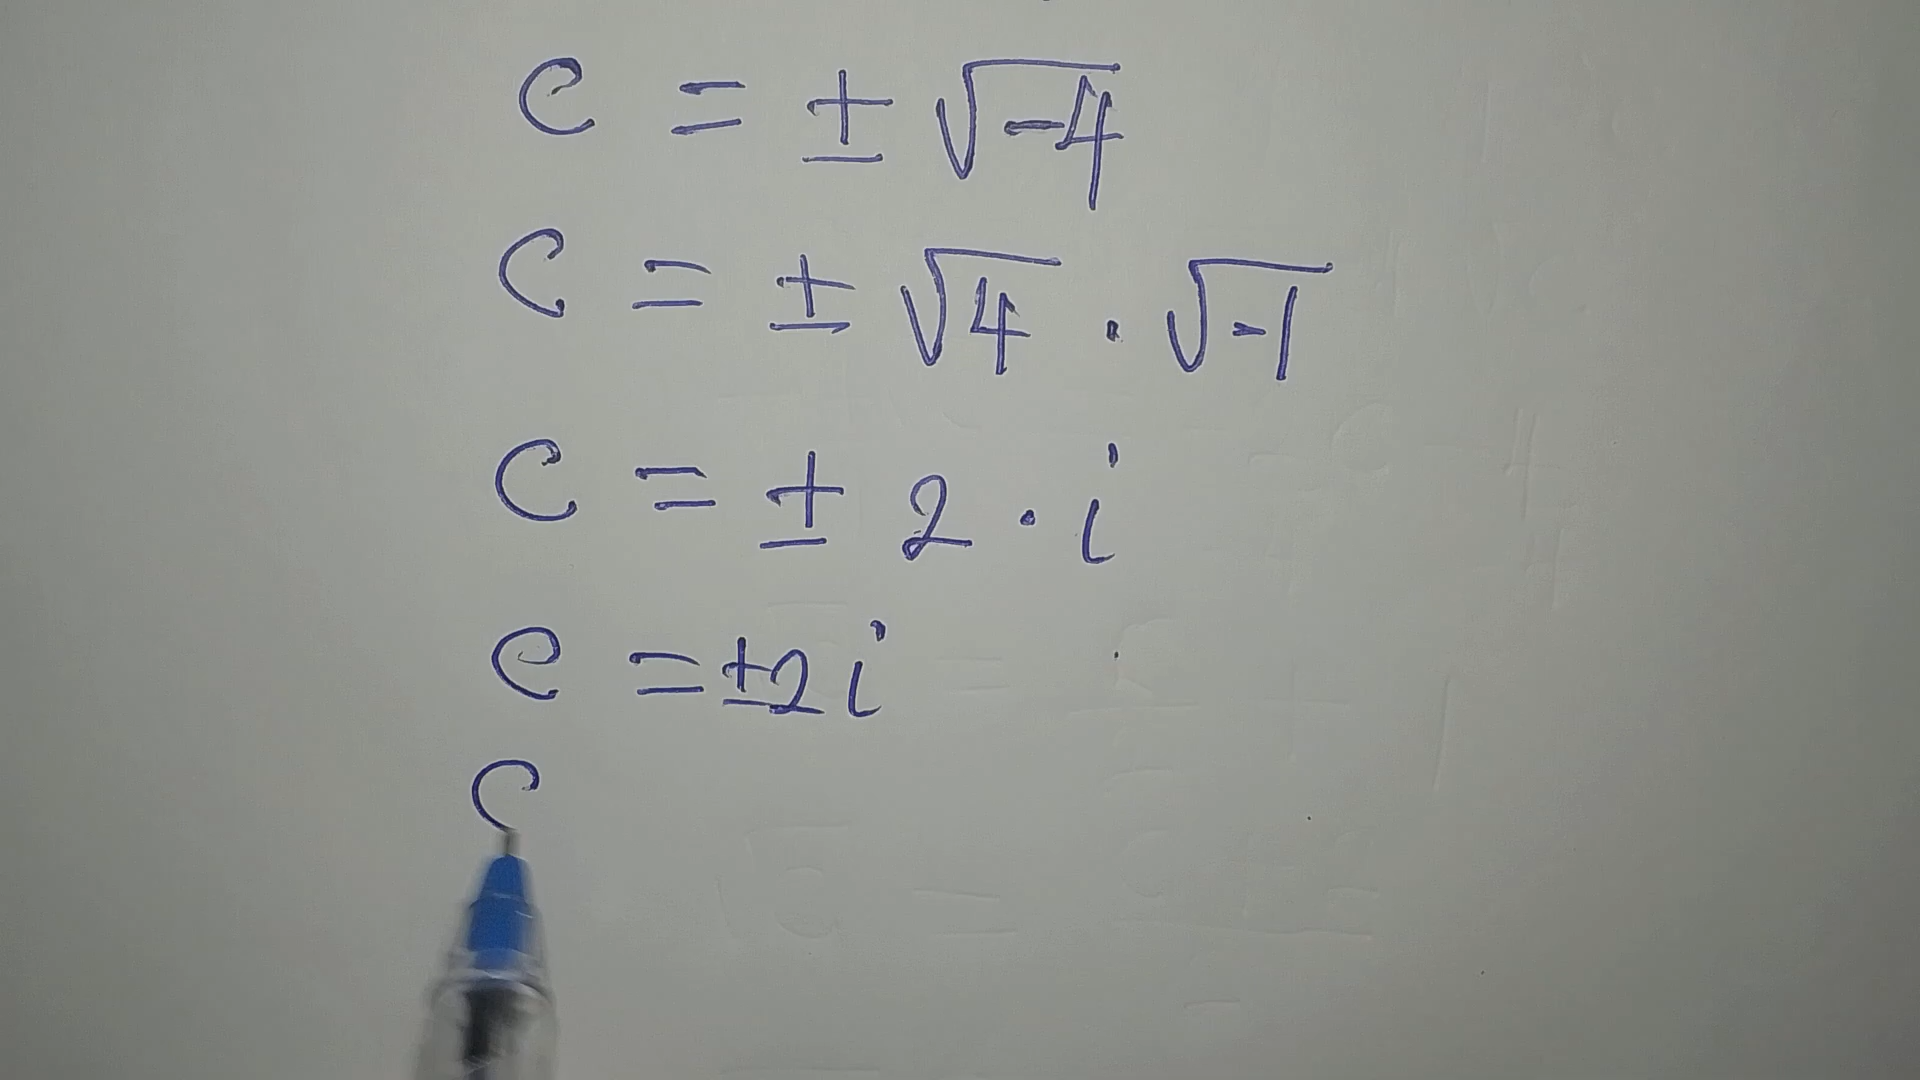 c = ± √-4
c = ± √4 . √-1
c = ± 2 . i
c = ±2i
c